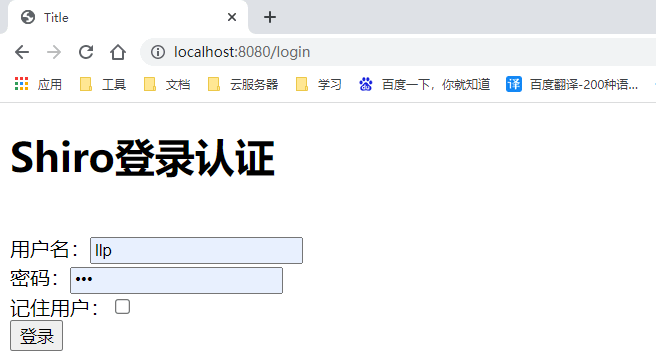 Title
localhost:8080/login
应用 工具 文档 云服务器 学习 百度一下，你就知道 译 百度翻译-200种语...
Shiro登录认证
用户名：llp
密码：•••
记住用户：
登录